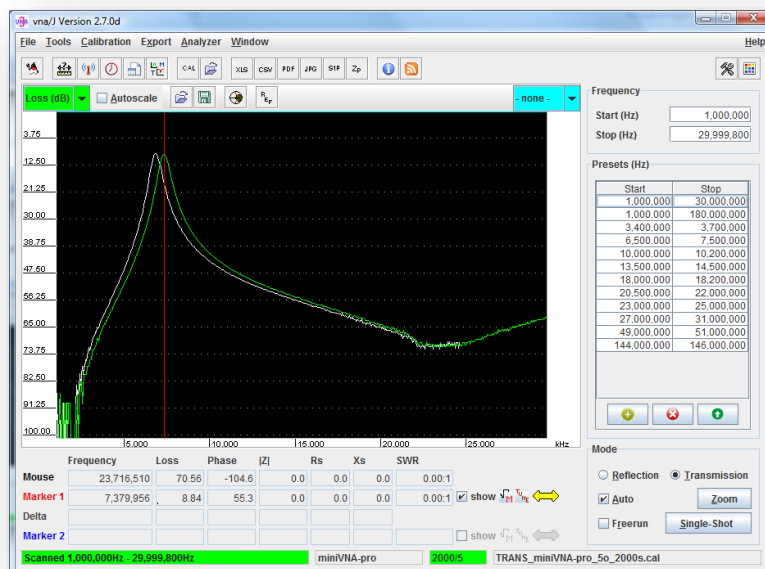 vna/J Version 2.7.0d
File Tools Calibration Export Analyzer Window Help
CAL XLS CSV PDF JPG S1P ZP
Loss (dB) Autoscale REF - none -
3.75
12.50
21.25
30.00
38.75
47.50
56.25
65.00
73.75
82.50
91.25
100.00
5.000 10.000 15.000 20.000 25.000 kHz
Frequency Loss Phase |Z| Rs Xs SWR
Mouse 23,716,510 70.56 -104.6 0.0 0.0 0.0 0.00:1
Marker 1 7,379,956 8.84 55.3 0.0 0.0 0.0 0.00:1 show
Delta
Marker 2 show
Scanned 1,000,000Hz - 29,999,800Hz miniVNA-pro 2000/5 TRANS_miniVNA-pro_5o_2000s.cal
Frequency
Start (Hz) 1,000,000
Stop (Hz) 29,999,800
Presets (Hz)
Start Stop
1,000,000 30,000,000
1,000,000 180,000,000
3,400,000 3,700,000
6,500,000 7,500,000
10,000,000 10,200,000
13,500,000 14,500,000
18,000,000 18,200,000
20,500,000 22,000,000
23,000,000 25,000,000
27,000,000 31,000,000
49,000,000 51,000,000
144,000,000 146,000,000
Mode
Reflection Transmission
Auto Zoom
Freerun Single-Shot